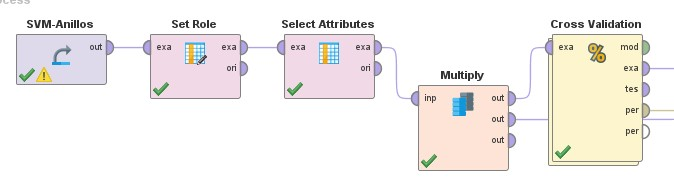 ocess
SVM-Anillos
out
Set Role
exa
exa
ori
Select Attributes
exa
exa
ori
Multiply
inp
out
out
out
Cross Validation
exa
mod
exa
tes
per
per